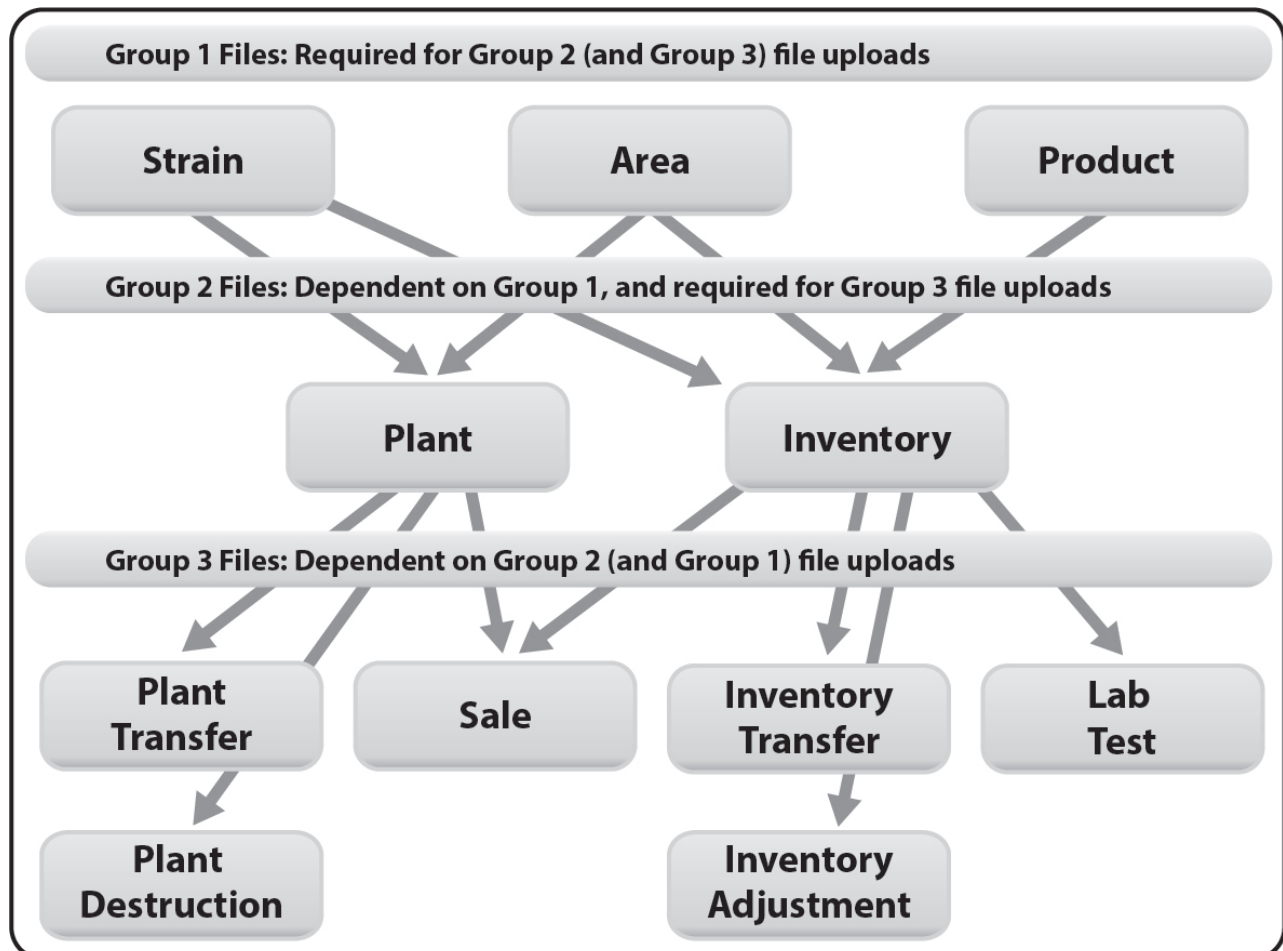 Group 1 Files: Required for Group 2 (and Group 3) file uploads
Strain
Area
Product
Group 2 Files: Dependent on Group 1, and required for Group 3 file uploads
Plant
Inventory
Group 3 Files: Dependent on Group 2 (and Group 1) file uploads
Plant
Transfer
Sale
Inventory
Transfer
Lab
Test
Plant
Destruction
Inventory
Adjustment